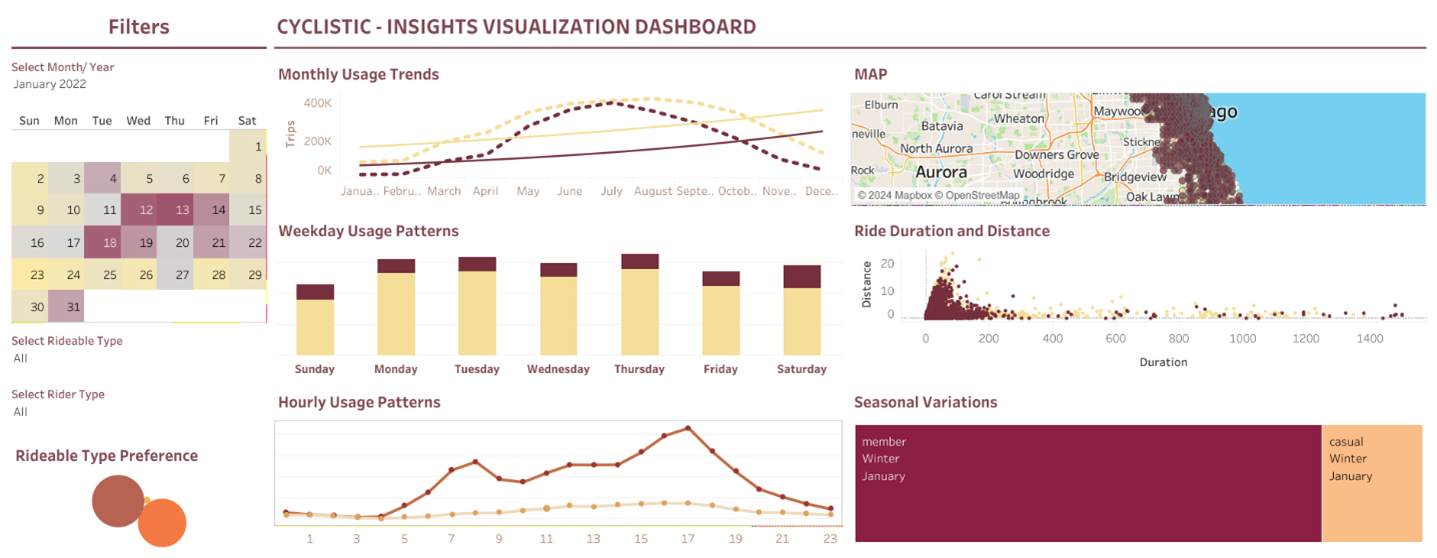 Filters
CYCLISTIC - INSIGHTS VISUALIZATION DASHBOARD
Select Month/ Year
January 2022
Sun Mon Tue Wed Thu Fri Sat
1
2 3 4 5 6 7 8
9 10 11 12 13 14 15
16 17 18 19 20 21 22
23 24 25 26 27 28 29
30 31
Select Rideable Type
All
Select Rider Type
All
Rideable Type Preference
Monthly Usage Trends
Trips
400K
200K
0K
Janua.. Febru.. March April May June July August Septe.. Octob.. Nove.. Dece..
Weekday Usage Patterns
Sunday Monday Tuesday Wednesday Thursday Friday Saturday
Hourly Usage Patterns
1 3 5 7 9 11 13 15 17 19 21 23
MAP
Carol Stream
Elburn
Wheaton
Maywoo
ago
Batavia
neville
North Aurora
Stickne
Downers Grove
Rock
Aurora
Woodridge
Bridgeview
Oak Lawn
© 2024 Mapbox © OpenStreetMap
Ride Duration and Distance
Distance
20
10
0
0 200 400 600 800 1000 1200 1400
Duration
Seasonal Variations
member
Winter
January
casual
Winter
January